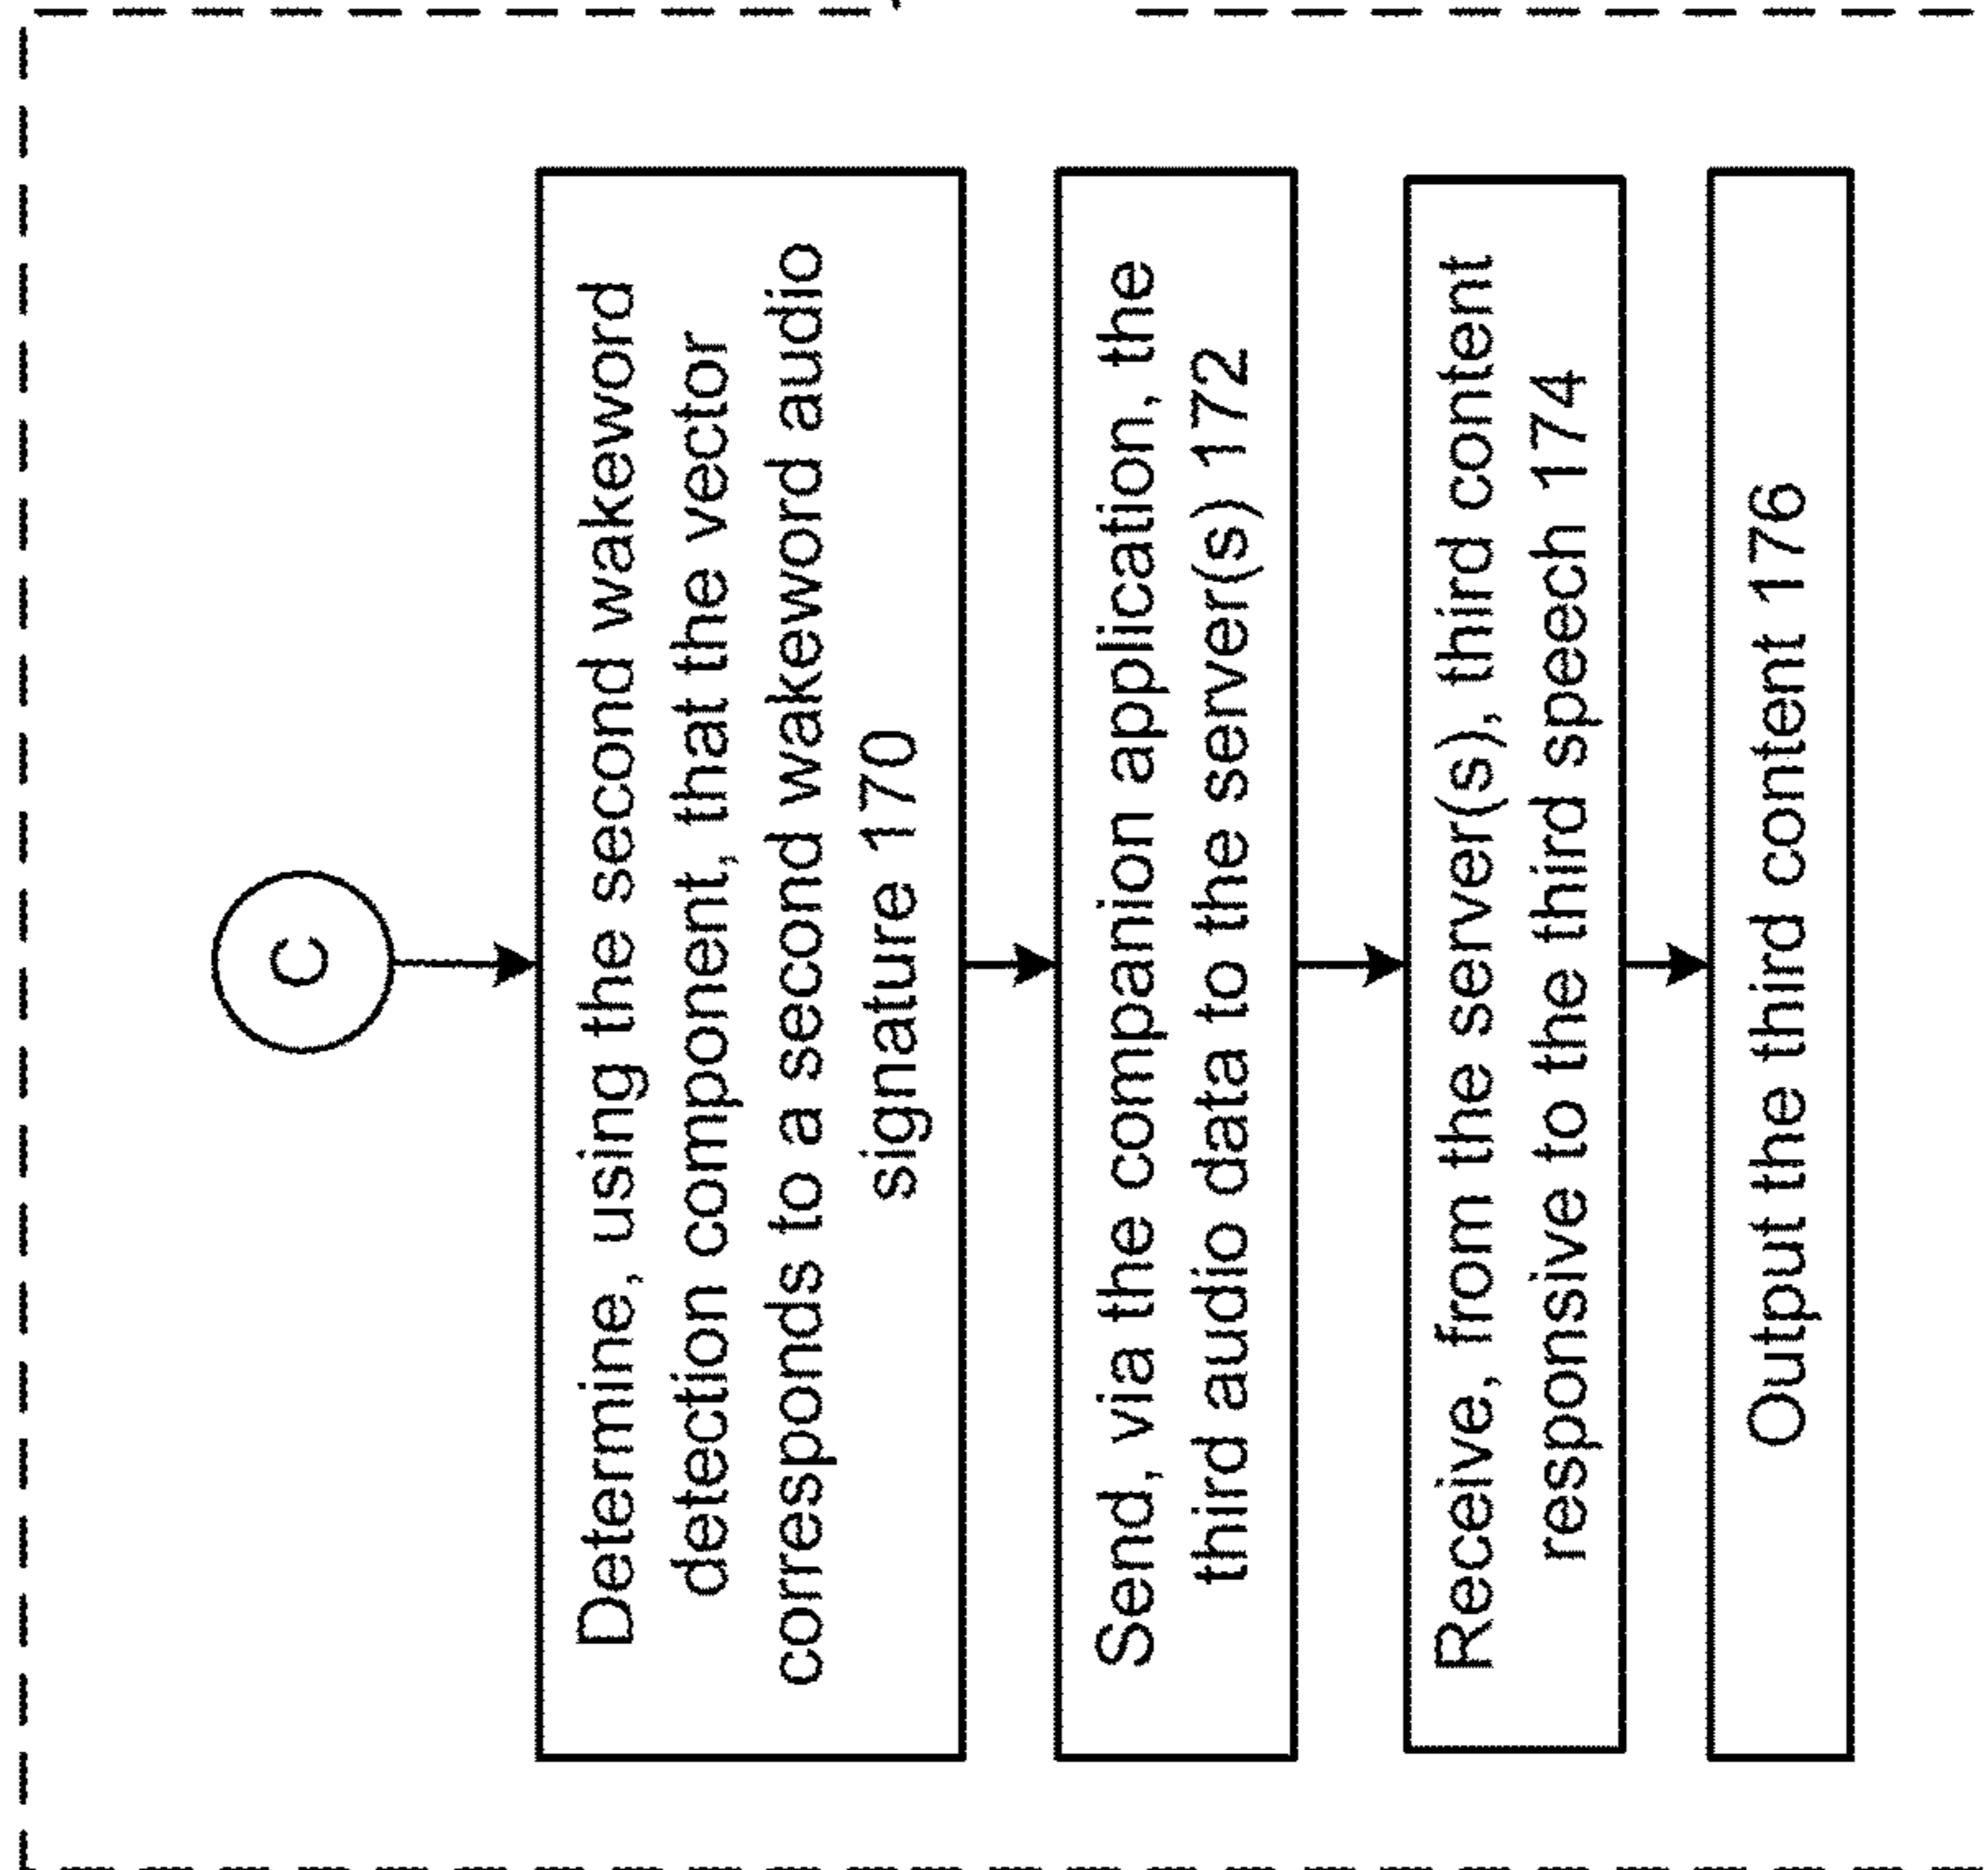 C
Determine, using the second wakeword
detection component, that the vector
corresponds to a second wakeword audio
signature 170
Send, via the companion application, the
third audio data to the server(s) 172
Receive, from the server(s), third content
responsive to the third speech 174
Output the third content 176